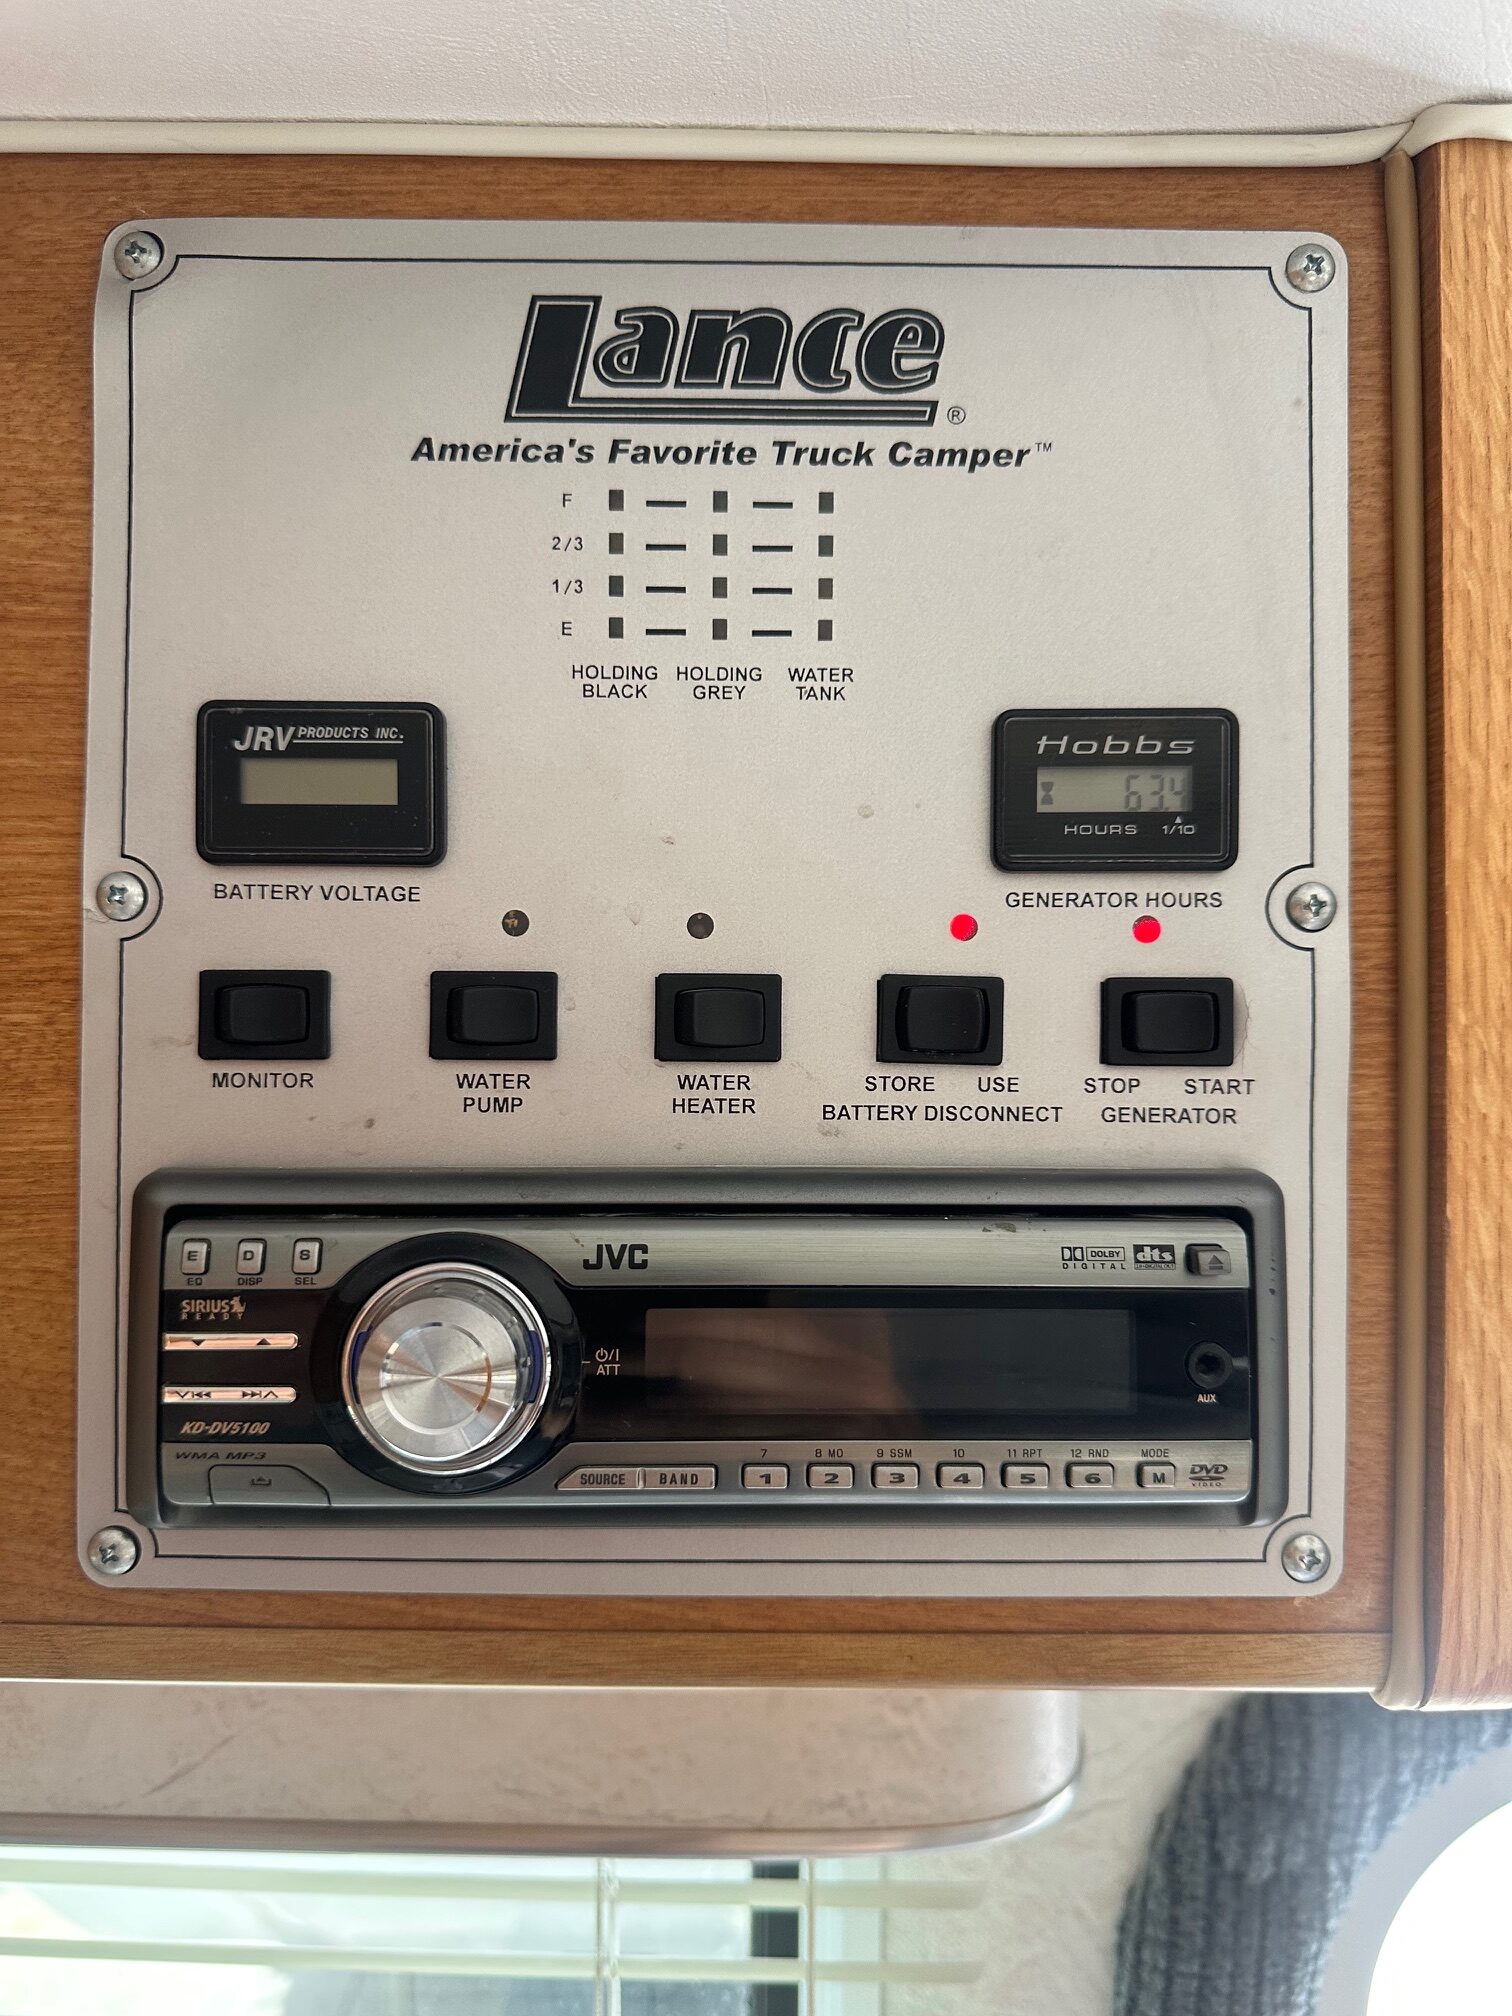 Lance®
America's Favorite Truck Camper™
F
2/3
1/3
E
HOLDING BLACK
HOLDING GREY
WATER TANK
JRV PRODUCTS INC.
BATTERY VOLTAGE
Hobbs
63.4
HOURS 1/10
GENERATOR HOURS
MONITOR
WATER PUMP
WATER HEATER
STORE USE
BATTERY DISCONNECT
STOP START
GENERATOR
E D S
EQ DISP SEL
JVC
DOLBY
DIGITAL
dts
SIRIUS
READY
⏻/I
ATT
AUX
KD-DV5100
WMA MP3
SOURCE BAND
7 8 MO 9 SSM 10 11 RPT 12 RND MODE
1 2 3 4 5 6 M
DVD
VIDEO